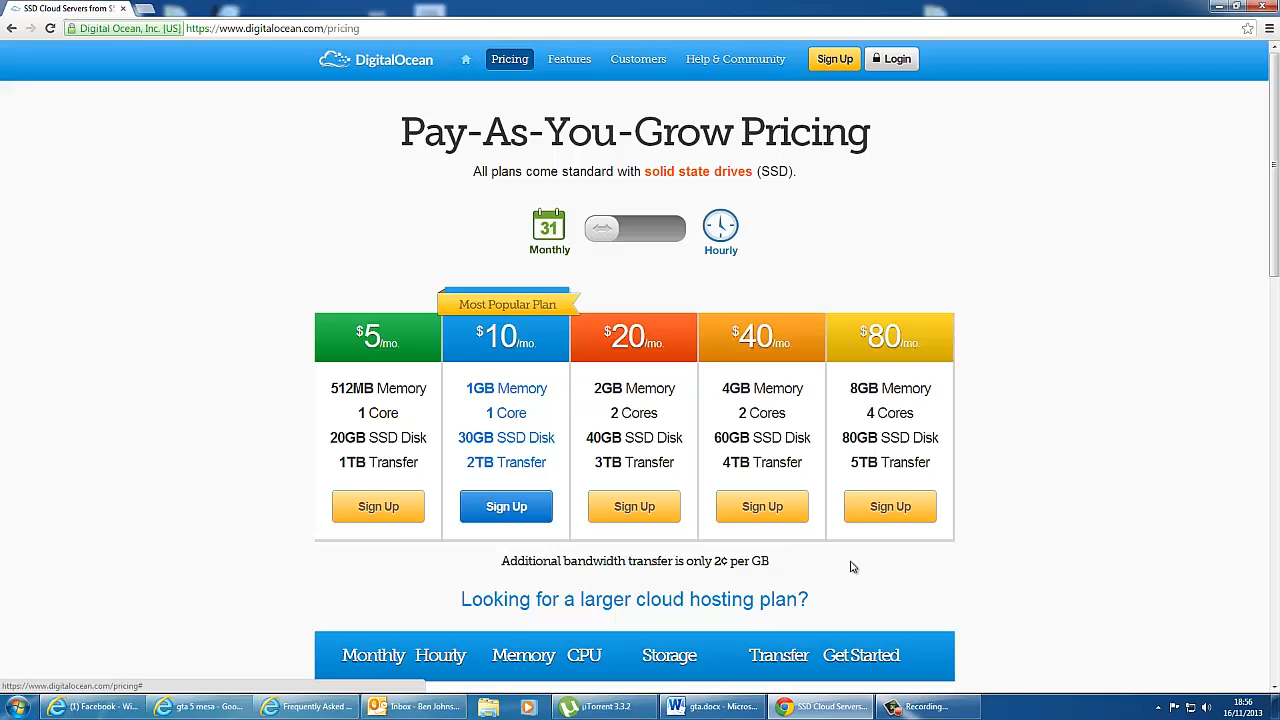 SSD Cloud Servers from S
Digital Ocean, Inc. [US] https://www.digitalocean.com/pricing
DigitalOcean Pricing Features Customers Help & Community Sign Up Login
Pay-As-You-Grow Pricing
All plans come standard with solid state drives (SSD).
31
Monthly Hourly
Most Popular Plan
$5/mo. $10/mo. $20/mo. $40/mo. $80/mo.
512MB Memory 1GB Memory 2GB Memory 4GB Memory 8GB Memory
1 Core 1 Core 2 Cores 2 Cores 4 Cores
20GB SSD Disk 30GB SSD Disk 40GB SSD Disk 60GB SSD Disk 80GB SSD Disk
1TB Transfer 2TB Transfer 3TB Transfer 4TB Transfer 5TB Transfer
Sign Up Sign Up Sign Up Sign Up Sign Up
Additional bandwidth transfer is only 2¢ per GB
Looking for a larger cloud hosting plan?
Monthly Hourly Memory CPU Storage Transfer Get Started
https://www.digitalocean.com/pricing#
(1) Facebook - Wi... gta 5 mesa - Goo... Frequently Asked ... Inbox - Ben Johns... µTorrent 3.3.2 gta.docx - Micros... SSD Cloud Servers... Recording... 18:56
16/11/2013